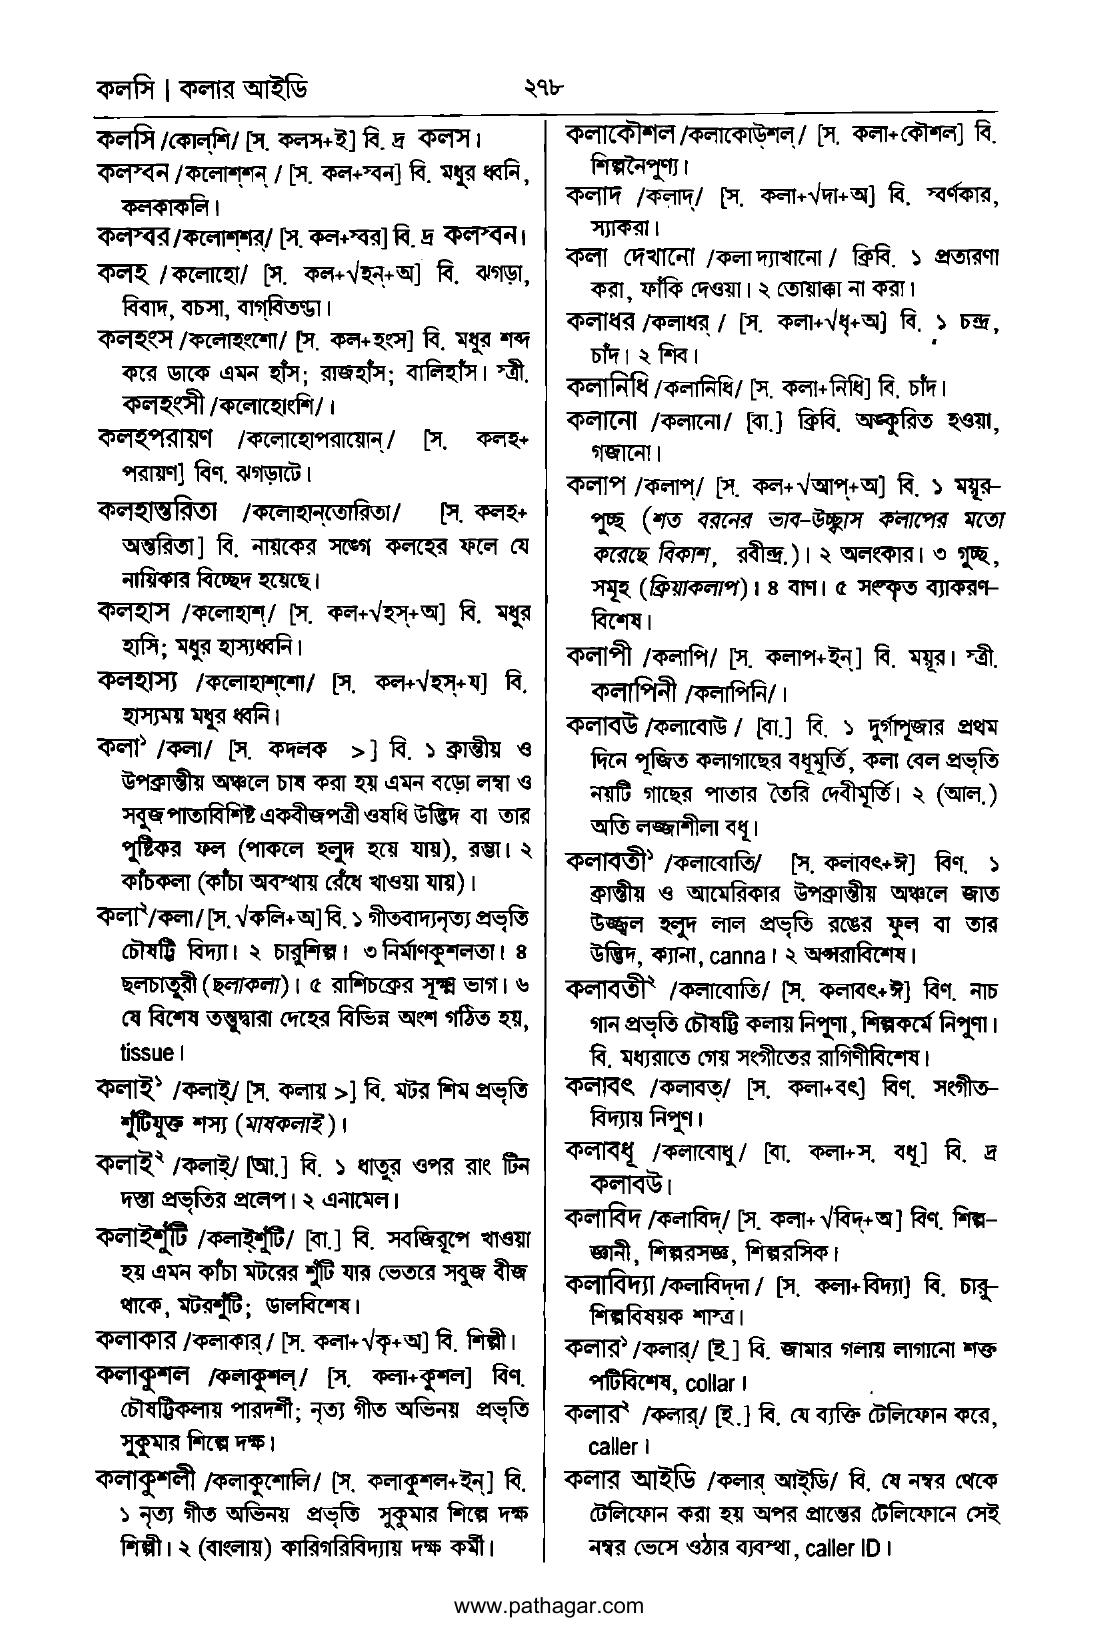 কলসি | কলার আইডি
২৭৮
কলসি /কোল্‌শি/ [স. কলস+ই] বি. দ্র কলস।
কলস্বন /কলোশ্‌শন্ / [স. কল+স্বন] বি. মধুর ধ্বনি,
কলকাকলি।
কলস্বর /কলোশ্‌শর্/ [স. কল+স্বর] বি. দ্র কলস্বন।
কলহ /কলোহো/ [স. কল+√হন্+অ] বি. ঝগড়া,
বিবাদ, বচসা, বাগ্‌বিতণ্ডা।
কলহংস /কলোহংশো/ [স. কল+হংস] বি. মধুর শব্দ
করে ডাকে এমন হাঁস; রাজহাঁস; বালিহাঁস। স্ত্রী.
কলহংসী /কলোহোংশি/।
কলহপরায়ণ /কলোহোপরায়োন্/ [স. কলহ+
পরায়ণ] বিণ. ঝগড়াটে।
কলহান্তরিতা /কলোহান্‌তোরিতা/ [স. কলহ+
অন্তরিতা] বি. নায়কের সঙ্গে কলহের ফলে যে
নায়িকার বিচ্ছেদ হয়েছে।
কলহাস /কলোহাশ্/ [স. কল+√হস্+অ] বি. মধুর
হাসি; মধুর হাস্যধ্বনি।
কলহাস্য /কলোহাশ্‌শো/ [স. কল+√হস্+য] বি.
হাস্যময় মধুর ধ্বনি।
কলা১ /কলা/ [স. কদলক >] বি. ১ ক্রান্তীয় ও
উপক্রান্তীয় অঞ্চলে চাষ করা হয় এমন বড়ো লম্বা ও
সবুজ পাতাবিশিষ্ট একবীজপত্রী ওষধি উদ্ভিদ বা তার
পুষ্টিকর ফল (পাকলে হলুদ হয়ে যায়), রম্ভা। ২
কাঁচকলা (কাঁচা অবস্থায় রেঁধে খাওয়া যায়)।
কলা২ /কলা/ [স. √কলি+অ] বি. ১ গীতবাদ্যনৃত্য প্রভৃতি
চৌষট্টি বিদ্যা। ২ চারুশিল্প। ৩ নির্মাণকুশলতা। ৪
ছলচাতুরী (ছলাকলা)। ৫ রাশিচক্রের সূক্ষ্ম ভাগ। ৬
যে বিশেষ তন্তুদ্বারা দেহের বিভিন্ন অংশ গঠিত হয়,
tissue।
কলাই১ /কলাই্/ [স. কলায় >] বি. মটর শিম প্রভৃতি
শুঁটিযুক্ত শস্য (মাষকলাই)।
কলাই২ /কলাই্/ [আ.] বি. ১ ধাতুর ওপর রাং টিন
দস্তা প্রভৃতির প্রলেপ। ২ এনামেল।
কলাইশুঁটি /কলাই্‌শুঁটি/ [বা.] বি. সবজিরূপে খাওয়া
হয় এমন কাঁচা মটরের শুঁটি যার ভেতরে সবুজ বীজ
থাকে, মটরশুঁটি; ডালবিশেষ।
কলাকার /কলাকার্/ [স. কলা+√কৃ+অ] বি. শিল্পী।
কলাকুশল /কলাকুশল্/ [স. কলা+কুশল] বিণ.
চৌষট্টিকলায় পারদর্শী; নৃত্য গীত অভিনয় প্রভৃতি
সুকুমার শিল্পে দক্ষ।
কলাকুশলী /কলাকুশোলি/ [স. কলাকুশল+ইন্] বি.
১ নৃত্য গীত অভিনয় প্রভৃতি সুকুমার শিল্পে দক্ষ
শিল্পী। ২ (বাংলায়) কারিগরিবিদ্যায় দক্ষ কর্মী।
কলাকৌশল /কলাকোউ্‌শল্/ [স. কলা+কৌশল] বি.
শিল্পনৈপুণ্য।
কলাদ /কলাদ্/ [স. কলা+√দা+অ] বি. স্বর্ণকার,
স্যাকরা।
কলা দেখানো /কলা দ্যাখানো/ ক্রিবি. ১ প্রতারণা
করা, ফাঁকি দেওয়া। ২ তোয়াক্কা না করা।
কলাধর /কলাধর্ / [স. কলা+√ধৃ+অ] বি. ১ চন্দ্র,
চাঁদ। ২ শিব।
কলানিধি /কলানিধি/ [স. কলা+নিধি] বি. চাঁদ।
কলানো /কলানো/ [বা.] ক্রিবি. অঙ্কুরিত হওয়া,
গজানো।
কলাপ /কলাপ্/ [স. কল+√আপ্+অ] বি. ১ ময়ূর-
পুচ্ছ (শত বরনের ভাব-উচ্ছ্বাস কলাপের মতো
করেছে বিকাশ, রবীন্দ্র.)। ২ অলংকার। ৩ গুচ্ছ,
সমূহ (ক্রিয়াকলাপ)। ৪ বাণ। ৫ সংস্কৃত ব্যাকরণ-
বিশেষ।
কলাপী /কলাপি/ [স. কলাপ+ইন্] বি. ময়ূর। স্ত্রী.
কলাপিনী /কলাপিনি/।
কলাবউ /কলাবোউ / [বা.] বি. ১ দুর্গাপূজার প্রথম
দিনে পূজিত কলাগাছের বধূমূর্তি, কলা বেল প্রভৃতি
নয়টি গাছের পাতার তৈরি দেবীমূর্তি। ২ (আল.)
অতি লজ্জাশীলা বধূ।
কলাবতী১ /কলাবোতি/ [স. কলাবৎ+ঈ] বিণ. ১
ক্রান্তীয় ও আমেরিকার উপক্রান্তীয় অঞ্চলে জাত
উজ্জ্বল হলুদ লাল প্রভৃতি রঙের ফুল বা তার
উদ্ভিদ, ক্যানা, canna। ২ অপ্সরাবিশেষ।
কলাবতী২ /কলাবোতি/ [স. কলাবৎ+ঈ] বিণ. নাচ
গান প্রভৃতি চৌষট্টি কলায় নিপুণা, শিল্পকর্মে নিপুণা।
বি. মধ্যরাতে গেয় সংগীতের রাগিণীবিশেষ।
কলাবৎ /কলাবত্/ [স. কলা+বৎ] বিণ. সংগীত-
বিদ্যায় নিপুণ।
কলাবধূ /কলাবোধু/ [বা. কলা+স. বধূ] বি. দ্র
কলাবউ।
কলাবিদ /কলাবিদ্/ [স. কলা+√বিদ্+অ] বিণ. শিল্প-
জ্ঞানী, শিল্পরসজ্ঞ, শিল্পরসিক।
কলাবিদ্যা /কলাবিদ্‌দা / [স. কলা+বিদ্যা] বি. চারু-
শিল্পবিষয়ক শাস্ত্র।
কলার১ /কলার্/ [ই.] বি. জামার গলায় লাগানো শক্ত
পটিবিশেষ, collar।
কলার২ /কলার্/ [ই.] বি. যে ব্যক্তি টেলিফোন করে,
caller।
কলার আইডি /কলার্ আই্‌ডি/ বি. যে নম্বর থেকে
টেলিফোন করা হয় অপর প্রান্তের টেলিফোনে সেই
নম্বর ভেসে ওঠার ব্যবস্থা, caller ID।
www.pathagar.com